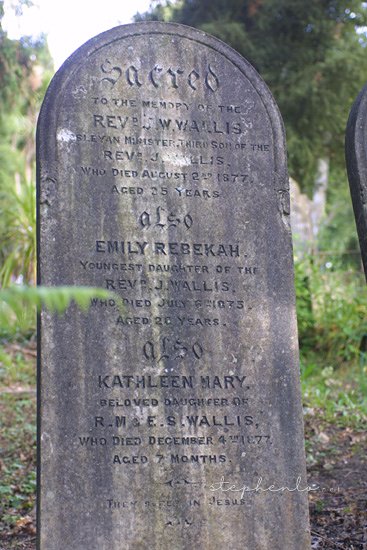 Sacred
TO THE MEMORY OF THE
REVD. J.W. WALLIS
WESLEYAN MINISTER, THIRD SON OF THE
REVD. J. WALLIS.
WHO DIED AUGUST 2ND 1877.
AGED 25 YEARS.
also
EMILY REBEKAH.
YOUNGEST DAUGHTER OF THE
REVD. J. WALLIS,
WHO DIED JULY 6TH 1875.
AGED 20 YEARS.
also
KATHLEEN MARY.
BELOVED DAUGHTER OF
R.M & E.S. WALLIS,
WHO DIED DECEMBER 4TH 1877.
AGED 7 MONTHS.
THEY SLEEP IN JESUS.